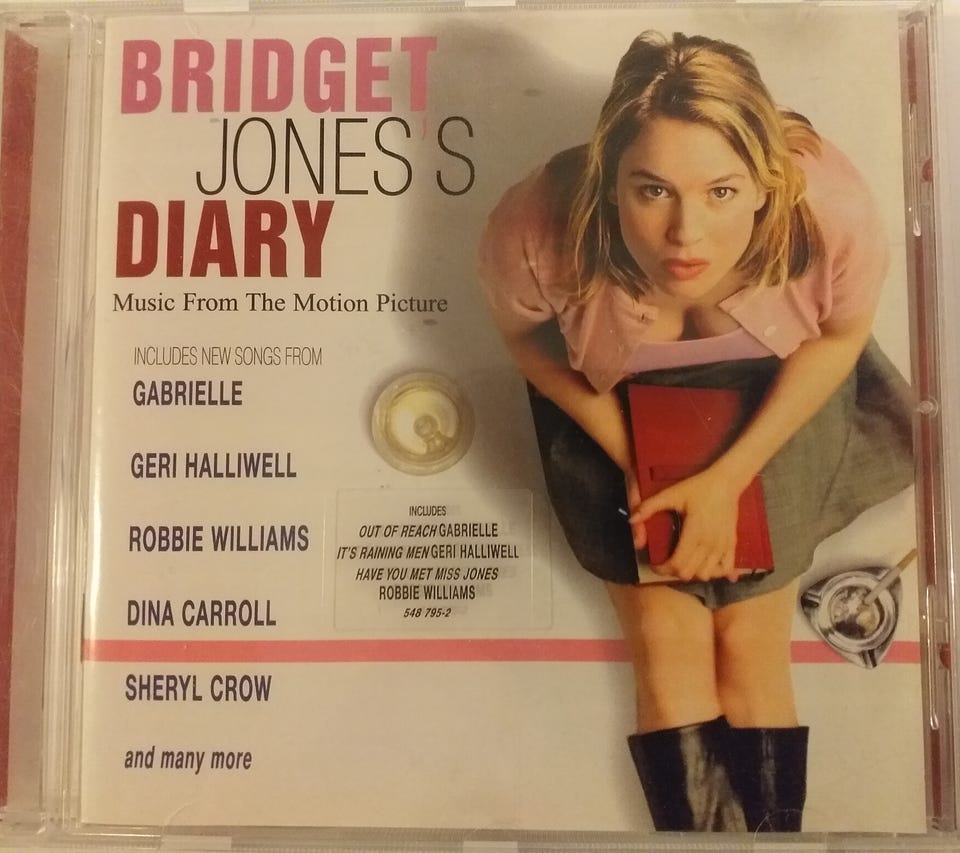 BRIDGET
JONES'S
DIARY
Music From The Motion Picture
INCLUDES NEW SONGS FROM
GABRIELLE
GERI HALLIWELL
ROBBIE WILLIAMS
DINA CARROLL
SHERYL CROW
and many more
INCLUDES
OUT OF REACH GABRIELLE
IT'S RAINING MEN GERI HALLIWELL
HAVE YOU MET MISS JONES
ROBBIE WILLIAMS
548 795-2